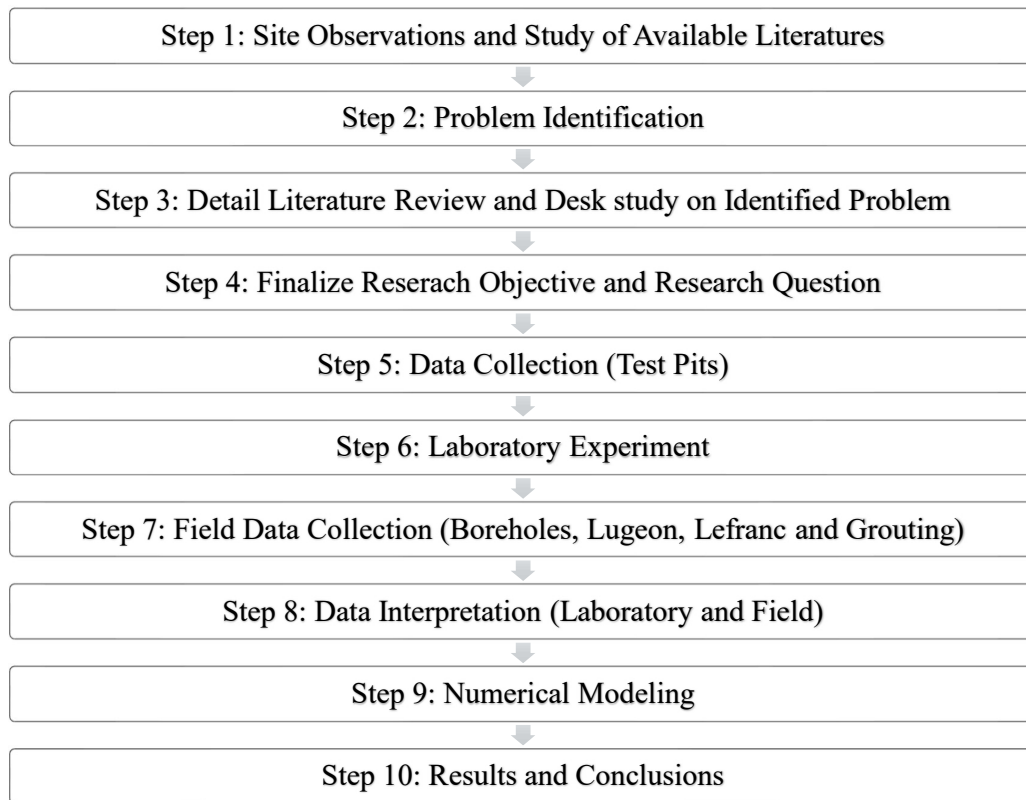 Step 1: Site Observations and Study of Available Literatures
Step 2: Problem Identification
Step 3: Detail Literature Review and Desk study on Identified Problem
Step 4: Finalize Reserach Objective and Research Question
Step 5: Data Collection (Test Pits)
Step 6: Laboratory Experiment
Step 7: Field Data Collection (Boreholes, Lugeon, Lefranc and Grouting)
Step 8: Data Interpretation (Laboratory and Field)
Step 9: Numerical Modeling
Step 10: Results and Conclusions